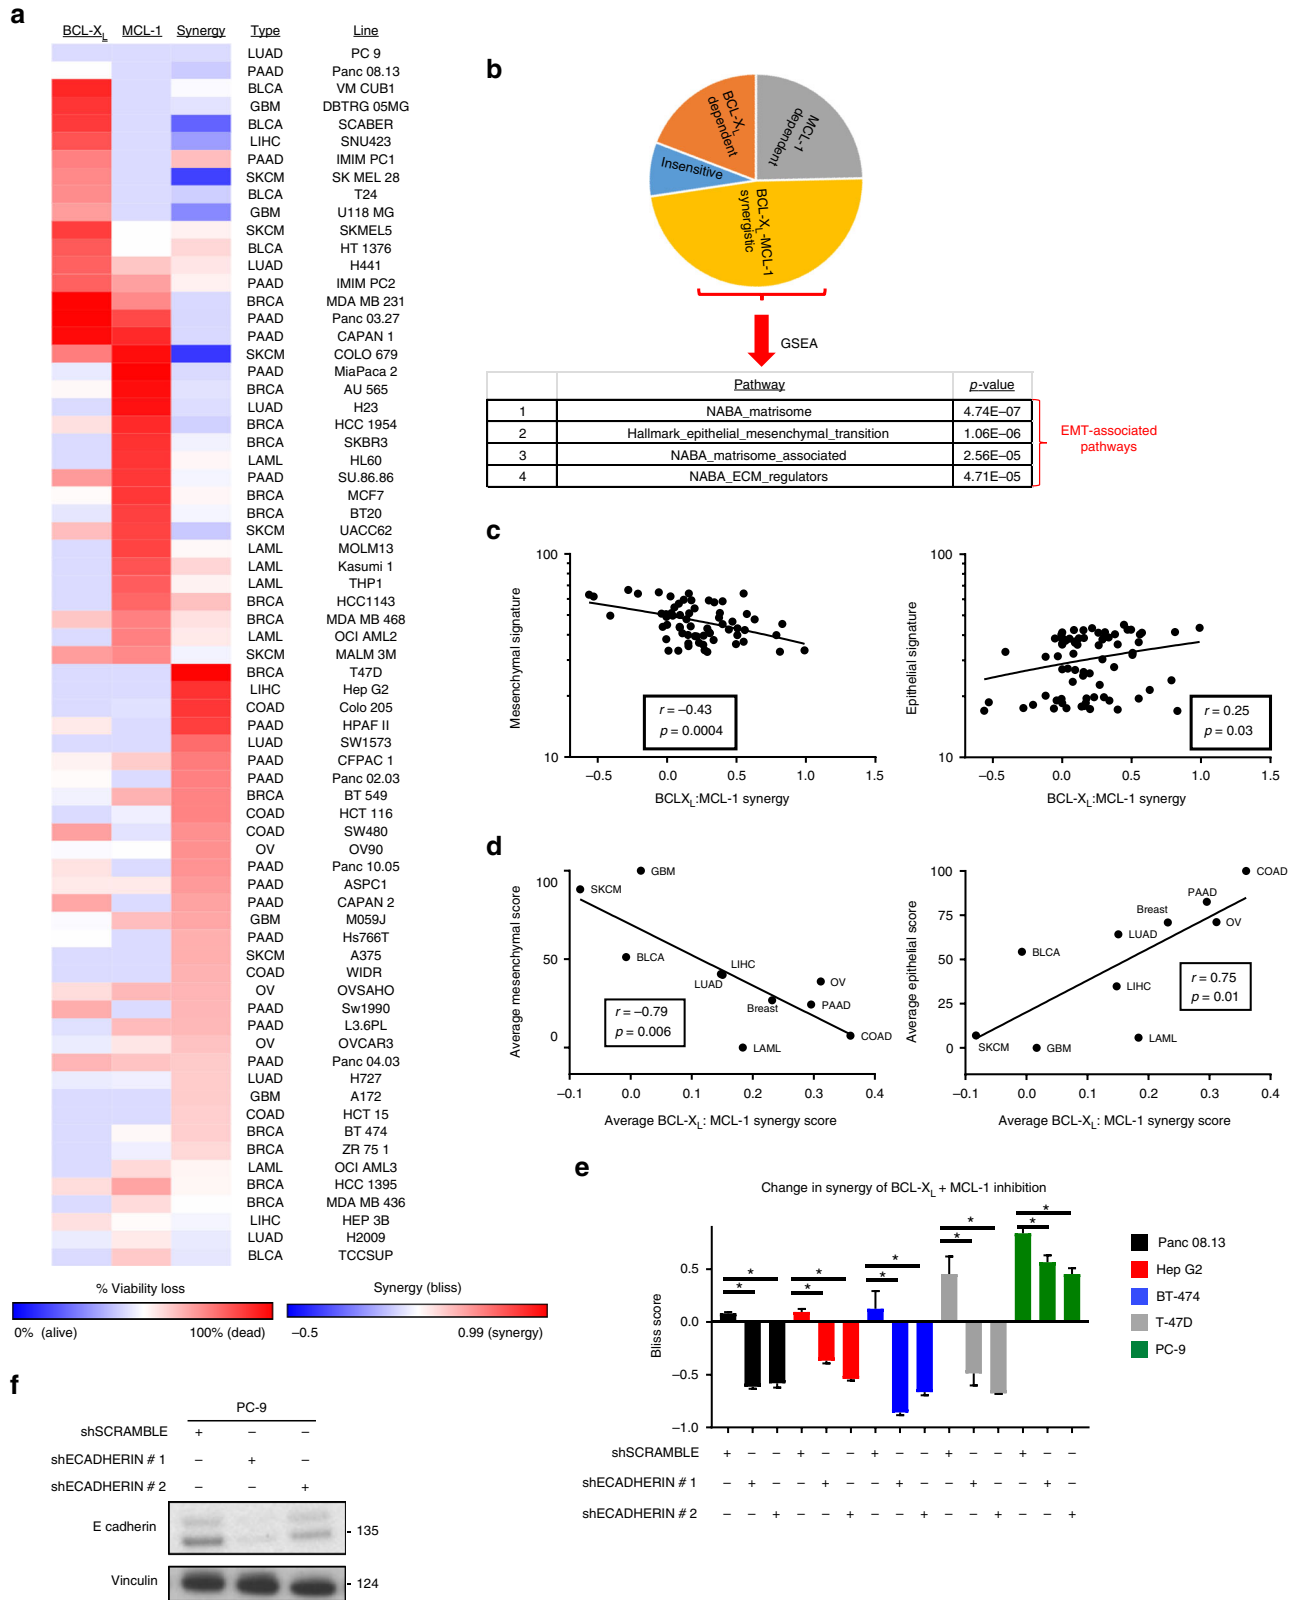 a
BCL-XL MCL-1 Synergy Type Line
LUAD PC 9
PAAD Panc 08.13
BLCA VM CUB1
GBM DBTRG 05MG
BLCA SCABER
LIHC SNU423
PAAD IMIM PC1
SKCM SK MEL 28
BLCA T24
GBM U118 MG
SKCM SKMEL5
BLCA HT 1376
LUAD H441
PAAD IMIM PC2
BRCA MDA MB 231
PAAD Panc 03.27
PAAD CAPAN 1
SKCM COLO 679
PAAD MiaPaca 2
BRCA AU 565
LUAD H23
BRCA HCC 1954
BRCA SKBR3
LAML HL60
PAAD SU.86.86
BRCA MCF7
BRCA BT20
SKCM UACC62
LAML MOLM13
LAML Kasumi 1
LAML THP1
BRCA HCC1143
BRCA MDA MB 468
LAML OCI AML2
SKCM MALM 3M
BRCA T47D
LIHC Hep G2
COAD Colo 205
PAAD HPAF II
LUAD SW1573
PAAD CFPAC 1
PAAD Panc 02.03
BRCA BT 549
COAD HCT 116
COAD SW480
OV OV90
PAAD Panc 10.05
PAAD ASPC1
PAAD CAPAN 2
GBM M059J
PAAD Hs766T
SKCM A375
COAD WIDR
OV OVSAHO
PAAD Sw1990
PAAD L3.6PL
OV OVCAR3
PAAD Panc 04.03
LUAD H727
GBM A172
COAD HCT 15
BRCA BT 474
BRCA ZR 75 1
LAML OCI AML3
BRCA HCC 1395
BRCA MDA MB 436
LIHC HEP 3B
LUAD H2009
BLCA TCCSUP
% Viability loss
0% (alive) 100% (dead)
Synergy (bliss)
–0.5 0.99 (synergy)
b
BCL-XL dependent
MCL-1 dependent
Insensitive
BCL-XL-MCL-1 synergistic
GSEA
Pathway p-value
1 NABA_matrisome 4.74E–07
2 Hallmark_epithelial_mesenchymal_transition 1.06E–06
3 NABA_matrisome_associated 2.56E–05
4 NABA_ECM_regulators 4.71E–05
EMT-associated
pathways
c
Mesenchymal signature
100
10
r = –0.43
p = 0.0004
–0.5 0.0 0.5 1.0 1.5
BCLXL:MCL-1 synergy
Epithelial signature
100
10
r = 0.25
p = 0.03
–0.5 0.0 0.5 1.0 1.5
BCL-XL:MCL-1 synergy
d
Average mesenchymal score
100
50
0
GBM
SKCM
BLCA
LIHC
LUAD
OV
Breast
PAAD
COAD
LAML
r = –0.79
p = 0.006
–0.1 0.0 0.1 0.2 0.3 0.4
Average BCL-XL: MCL-1 synergy score
Average epithelial score
100
75
50
25
0
COAD
PAAD
Breast
OV
LUAD
BLCA
LIHC
SKCM
GBM
LAML
r = 0.75
p = 0.01
–0.1 0.0 0.1 0.2 0.3 0.4
Average BCL-XL: MCL-1 synergy score
e
Change in synergy of BCL-XL + MCL-1 inhibition
Bliss score
0.5
0.0
–0.5
–1.0
* * * * * * * * * *
Panc 08.13
Hep G2
BT-474
T-47D
PC-9
shSCRAMBLE + – – + – – + – – + – – + – –
shECADHERIN # 1 – + – – + – – + – – + – – + –
shECADHERIN # 2 – – + – – + – – + – – + – – +
f
PC-9
shSCRAMBLE + – –
shECADHERIN # 1 – + –
shECADHERIN # 2 – – +
E cadherin 135
Vinculin 124